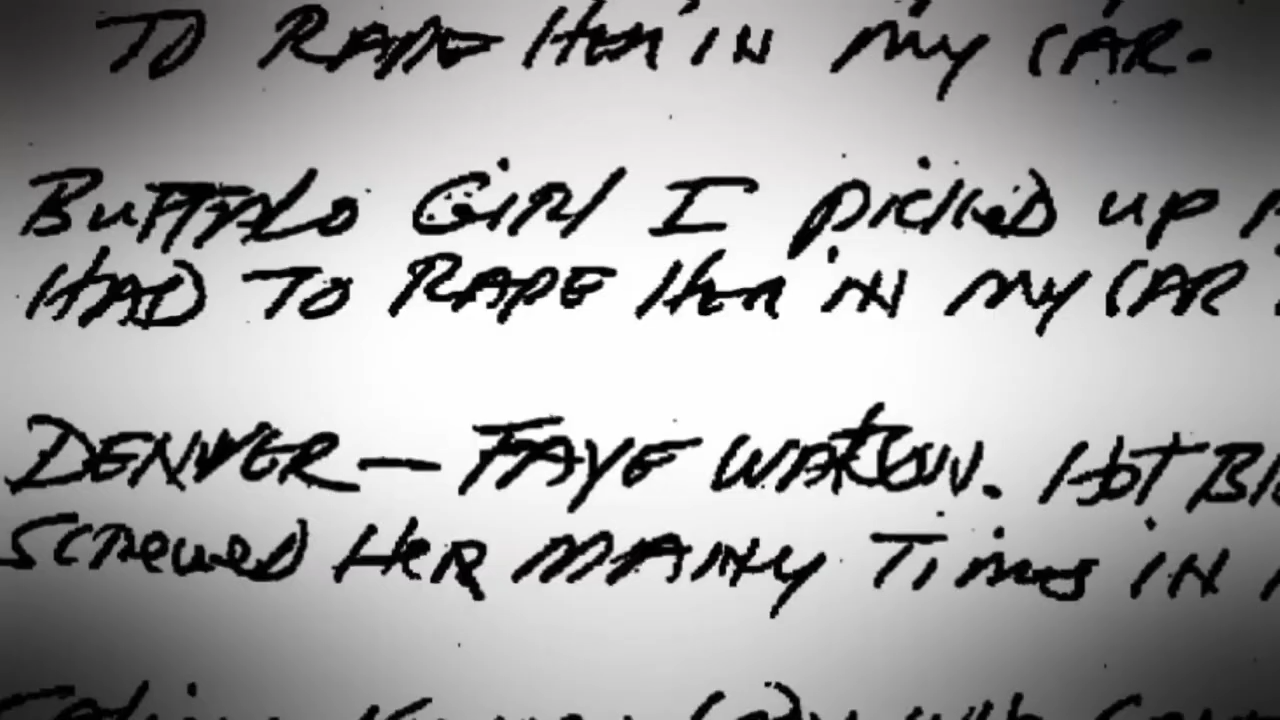 TO RAPE HER IN MY CAR.
BUFFALO GIRL I PICKED UP
HAD TO RAPE HER IN MY CAR
DENVER — FAYE WATSON. HOT
SCREWED HER MANY TIMES IN